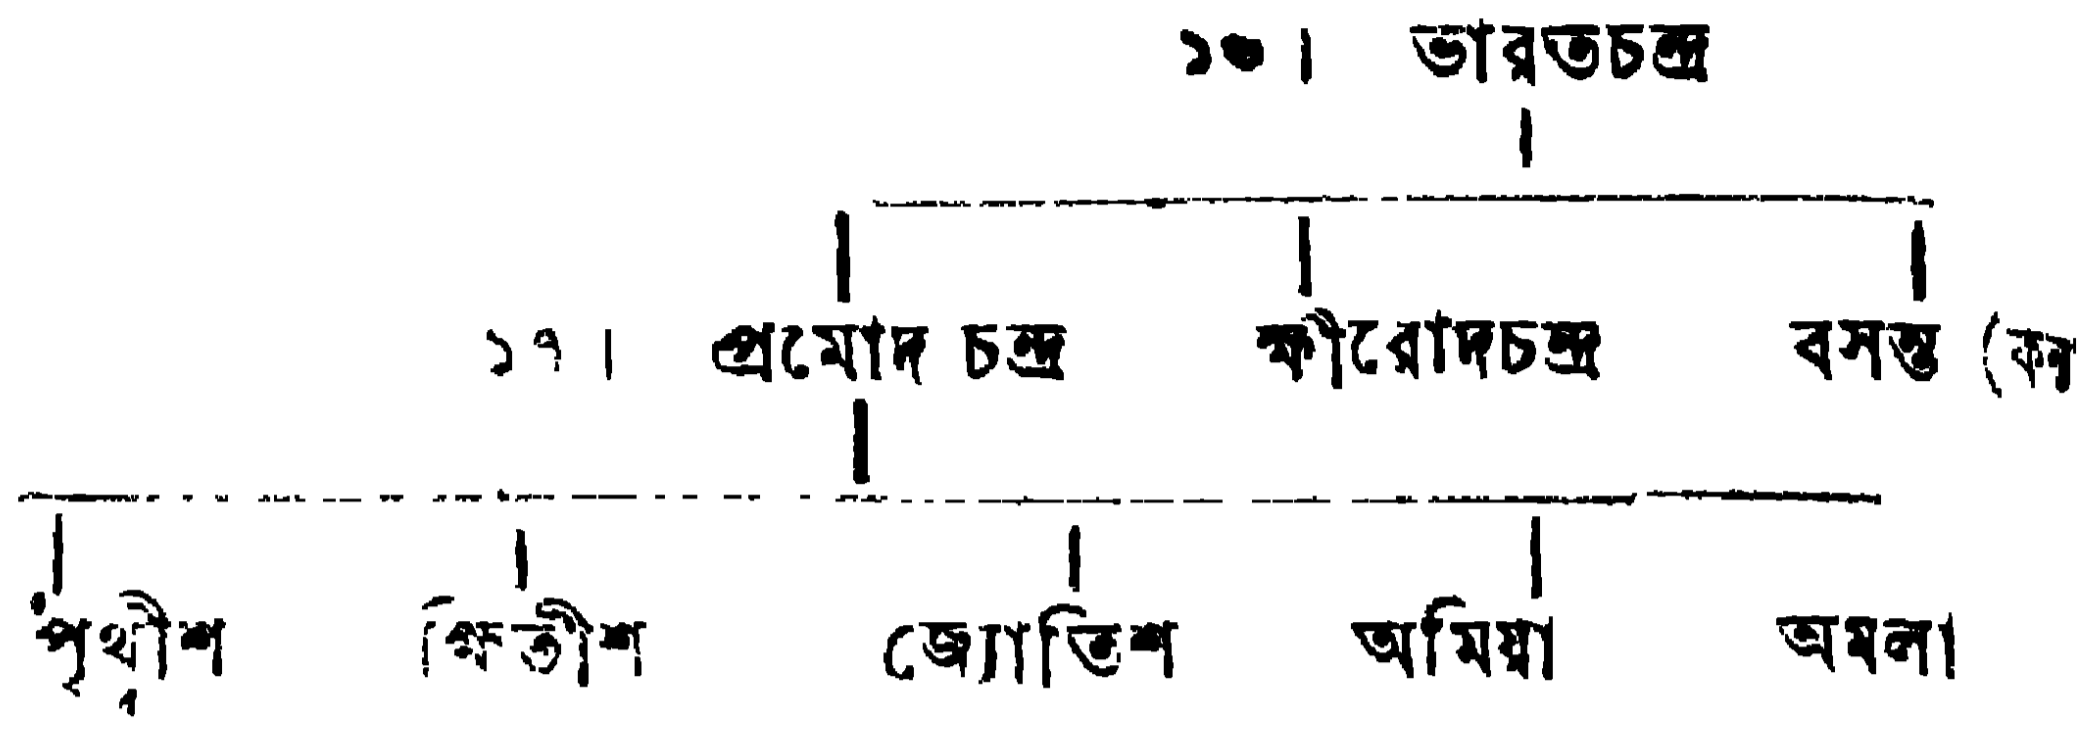 ১৬। ভারতচন্দ্র
১৭। প্রমোদ চন্দ্র ক্ষীরোদচন্দ্র বসন্ত
পৃথ্বীশ ক্ষিতীশ জ্যোতিশ অমিয়া অমলা